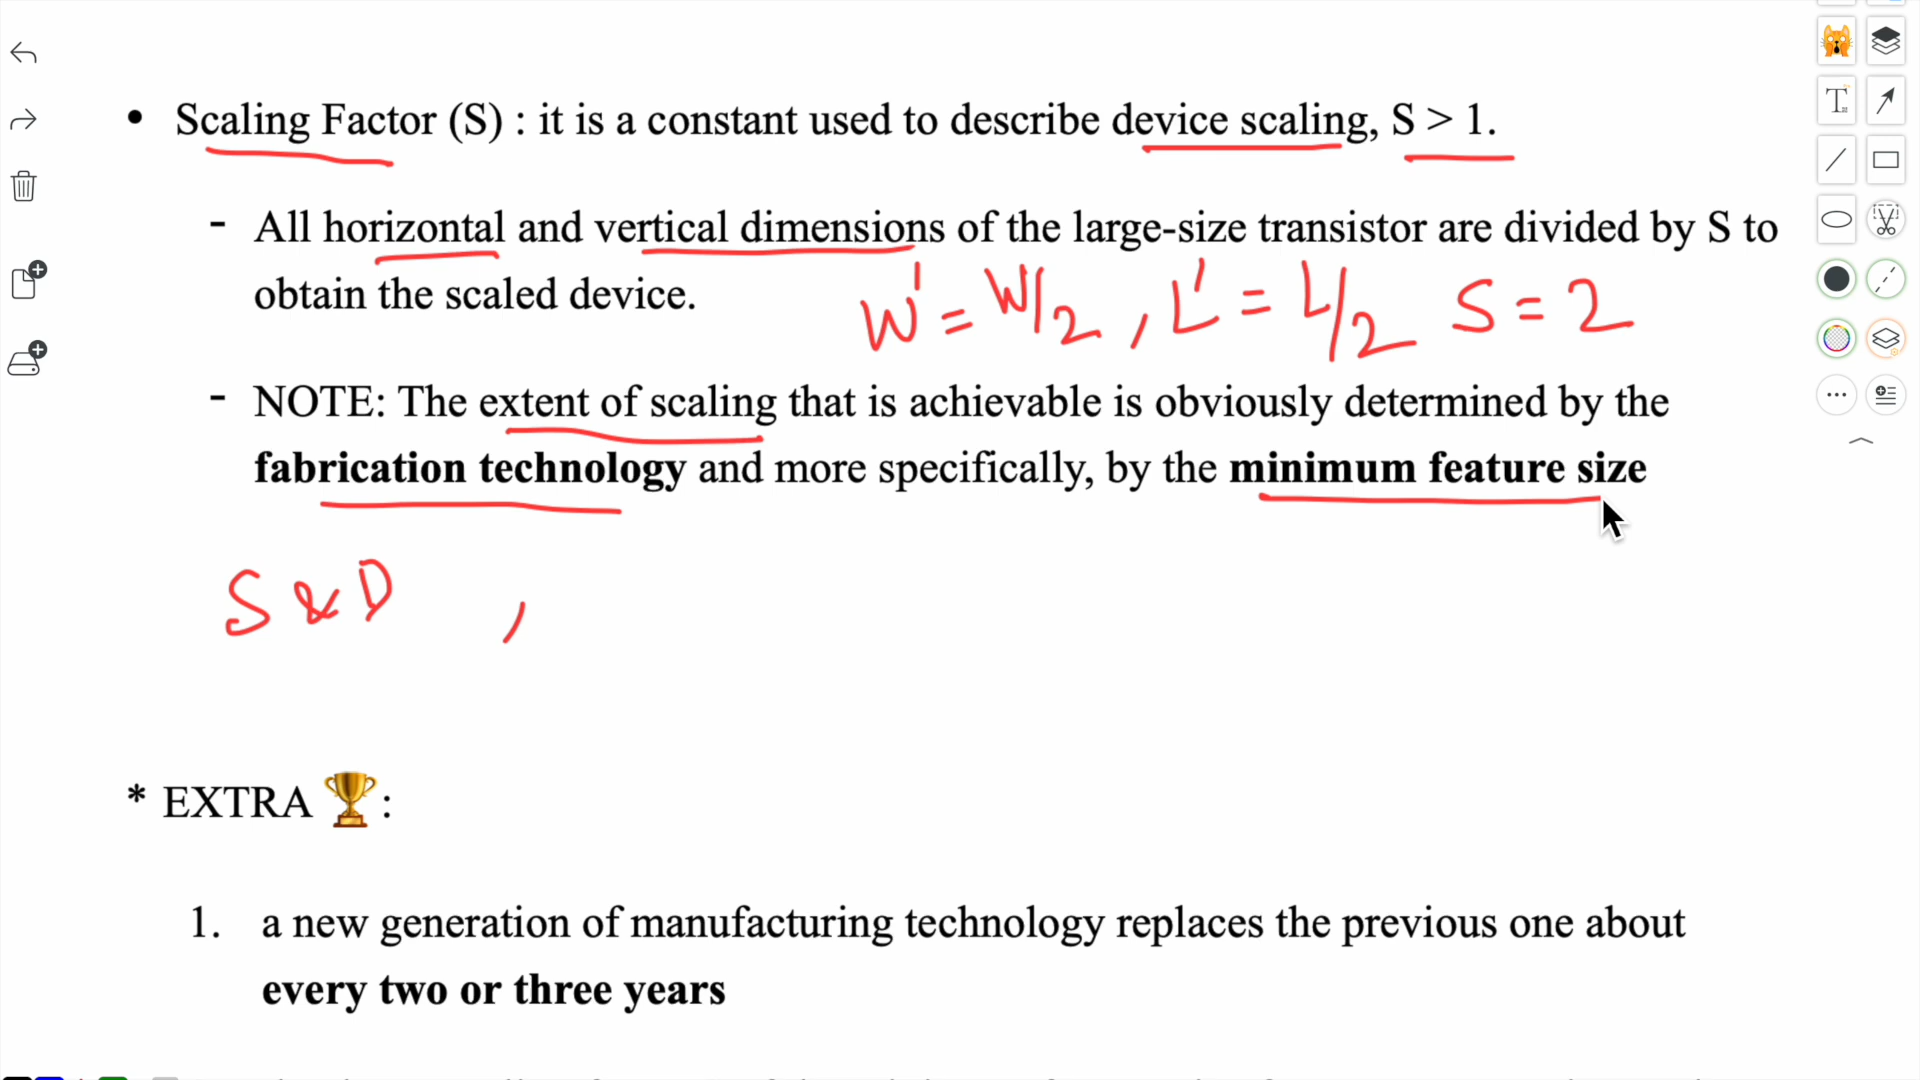 • Scaling Factor (S) : it is a constant used to describe device scaling, S > 1.
- All horizontal and vertical dimensions of the large-size transistor are divided by S to
obtain the scaled device.
W' = W/2 , L' = L/2 S = 2
- NOTE: The extent of scaling that is achievable is obviously determined by the
fabrication technology and more specifically, by the minimum feature size
S & D ,
* EXTRA 🏆 :
1. a new generation of manufacturing technology replaces the previous one about
every two or three years